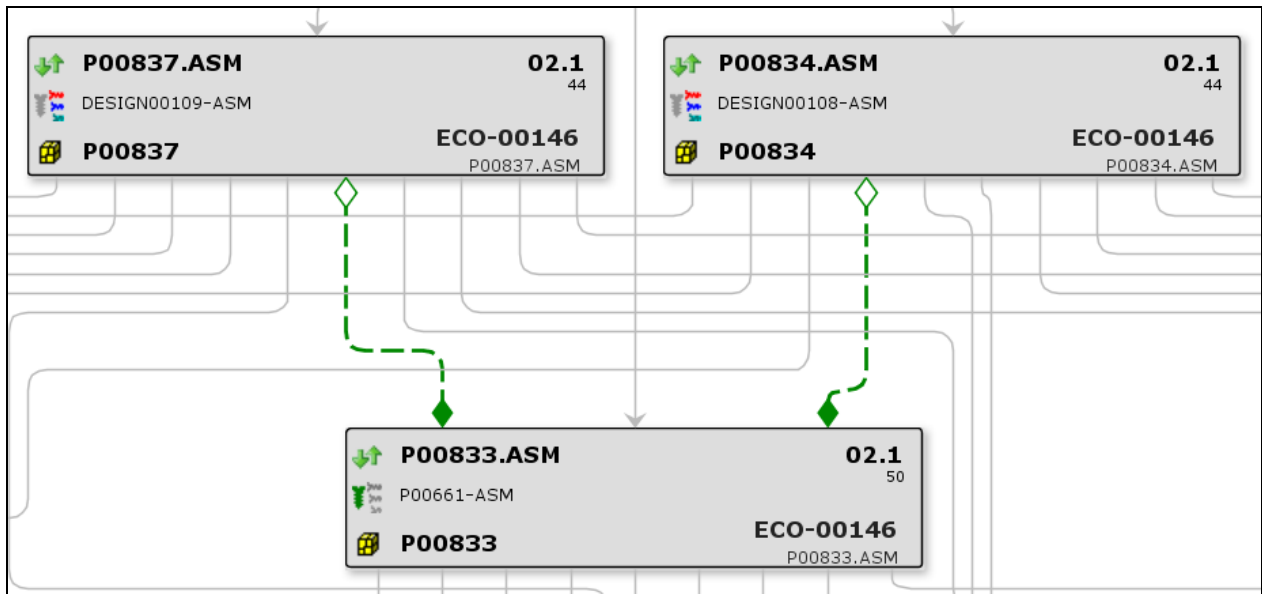 P00837.ASM 02.1
44
DESIGN00109-ASM
ECO-00146
P00837
P00837.ASM
P00834.ASM 02.1
44
DESIGN00108-ASM
ECO-00146
P00834
P00834.ASM
P00833.ASM 02.1
50
P00661-ASM
ECO-00146
P00833
P00833.ASM